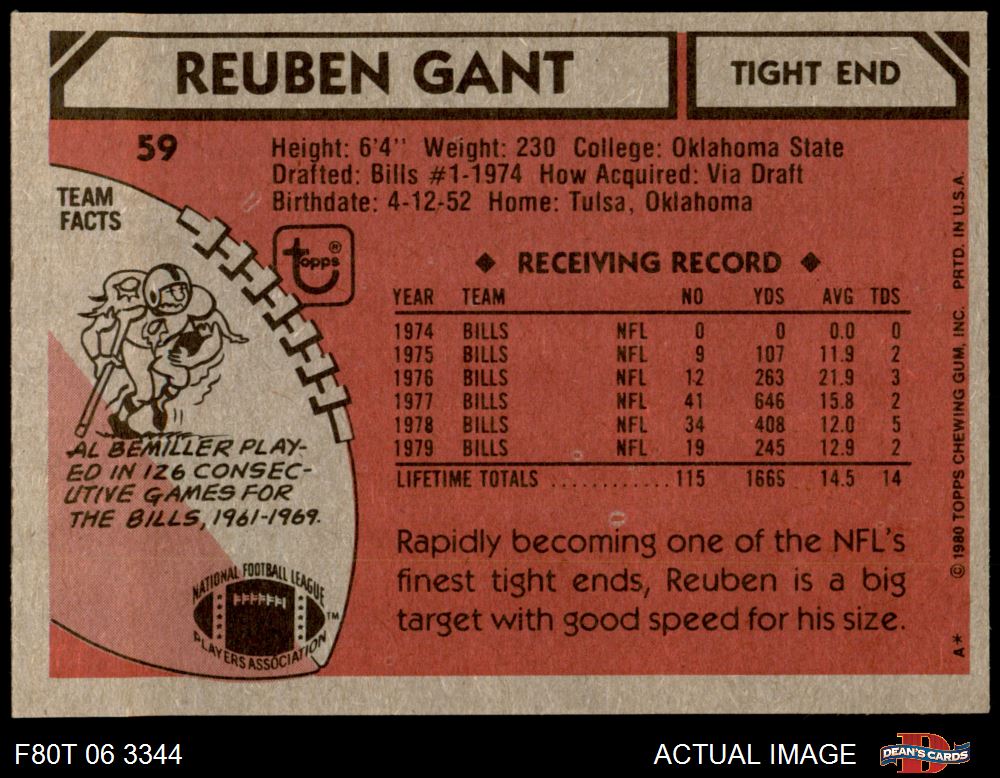 REUBEN GANT
TIGHT END
59
Height: 6'4" Weight: 230 College: Oklahoma State
Drafted: Bills #1-1974 How Acquired: Via Draft
Birthdate: 4-12-52 Home: Tulsa, Oklahoma
TEAM
FACTS
topps®
AL BEMILLER PLAY-
ED IN 126 CONSEC-
UTIVE GAMES FOR
THE BILLS, 1961-1969.
NATIONAL FOOTBALL LEAGUE
PLAYERS ASSOCIATION
TM
◆ RECEIVING RECORD ◆
YEAR TEAM NO YDS AVG TDS
1974 BILLS NFL 0 0 0.0 0
1975 BILLS NFL 9 107 11.9 2
1976 BILLS NFL 12 263 21.9 3
1977 BILLS NFL 41 646 15.8 2
1978 BILLS NFL 34 408 12.0 5
1979 BILLS NFL 19 245 12.9 2
LIFETIME TOTALS ............ 115 1665 14.5 14
Rapidly becoming one of the NFL's
finest tight ends, Reuben is a big
target with good speed for his size.
A* © 1980 TOPPS CHEWING GUM, INC. PRTD. IN U.S.A.
F80T 06 3344
ACTUAL IMAGE
D
DEAN'S CARDS